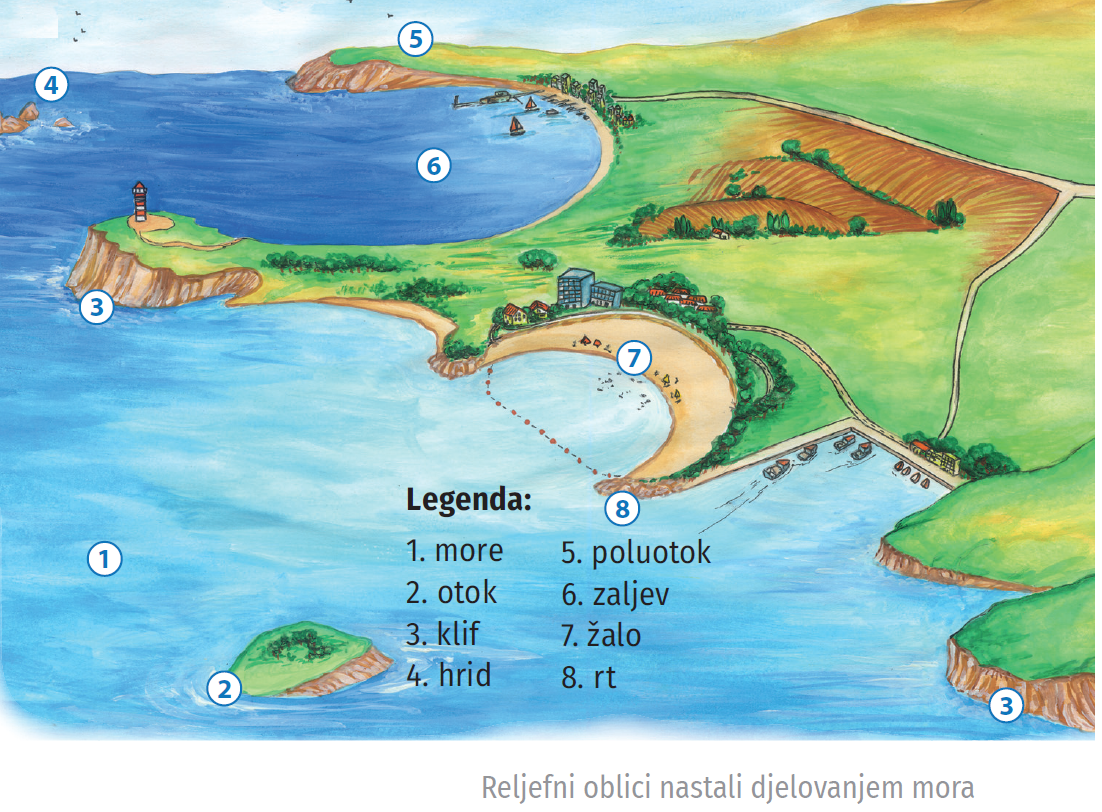 5
4
6
3
7
8
1
2
3
Legenda:
1. more
2. otok
3. klif
4. hrid
5. poluotok
6. zaljev
7. žalo
8. rt
Reljefni oblici nastali djelovanjem mora